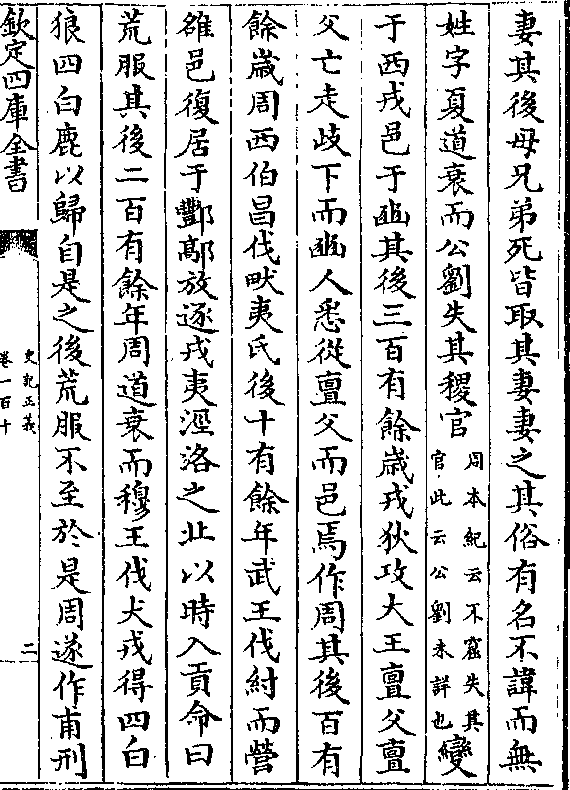 妻其後母兄弟死皆取其妻妻之其俗有名不諱而無
姓字夏道衰而公劉失其稷官周本紀云不窋失其官此云公劉未詳也變
于西戎邑于豳其後三百有餘歲戎狄攻大王亶父亶
父亡走歧下而豳人悉從亶父而邑焉作周其後百有
餘歲周西伯昌伐畎夷氏後十有餘年武王伐紂而營
雒邑復居于酆鄗放逐戎夷涇洛之北以時入貢命曰
荒服其後二百有餘年周道衰而穆王伐犬戎得四白
狼四白鹿以歸自是之後荒服不至於是周遂作甫刑
欽定四庫全書
史記正義
卷一百十
二